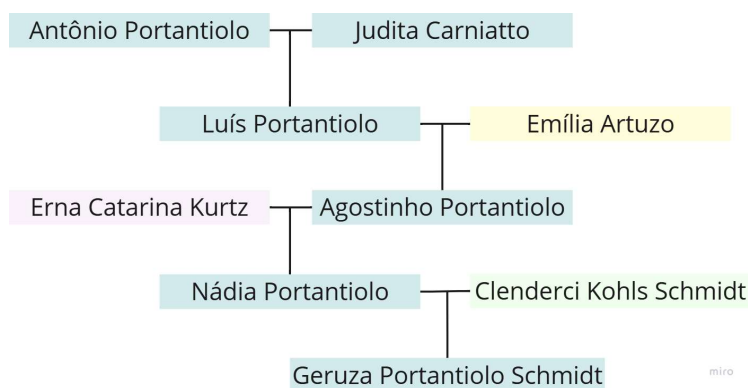 Antônio Portantiolo
Judita Carniatto
Luís Portantiolo
Emília Artuzo
Erna Catarina Kurtz
Agostinho Portantiolo
Nádia Portantiolo
Clenderci Kohls Schmidt
Geruza Portantiolo Schmidt
miro